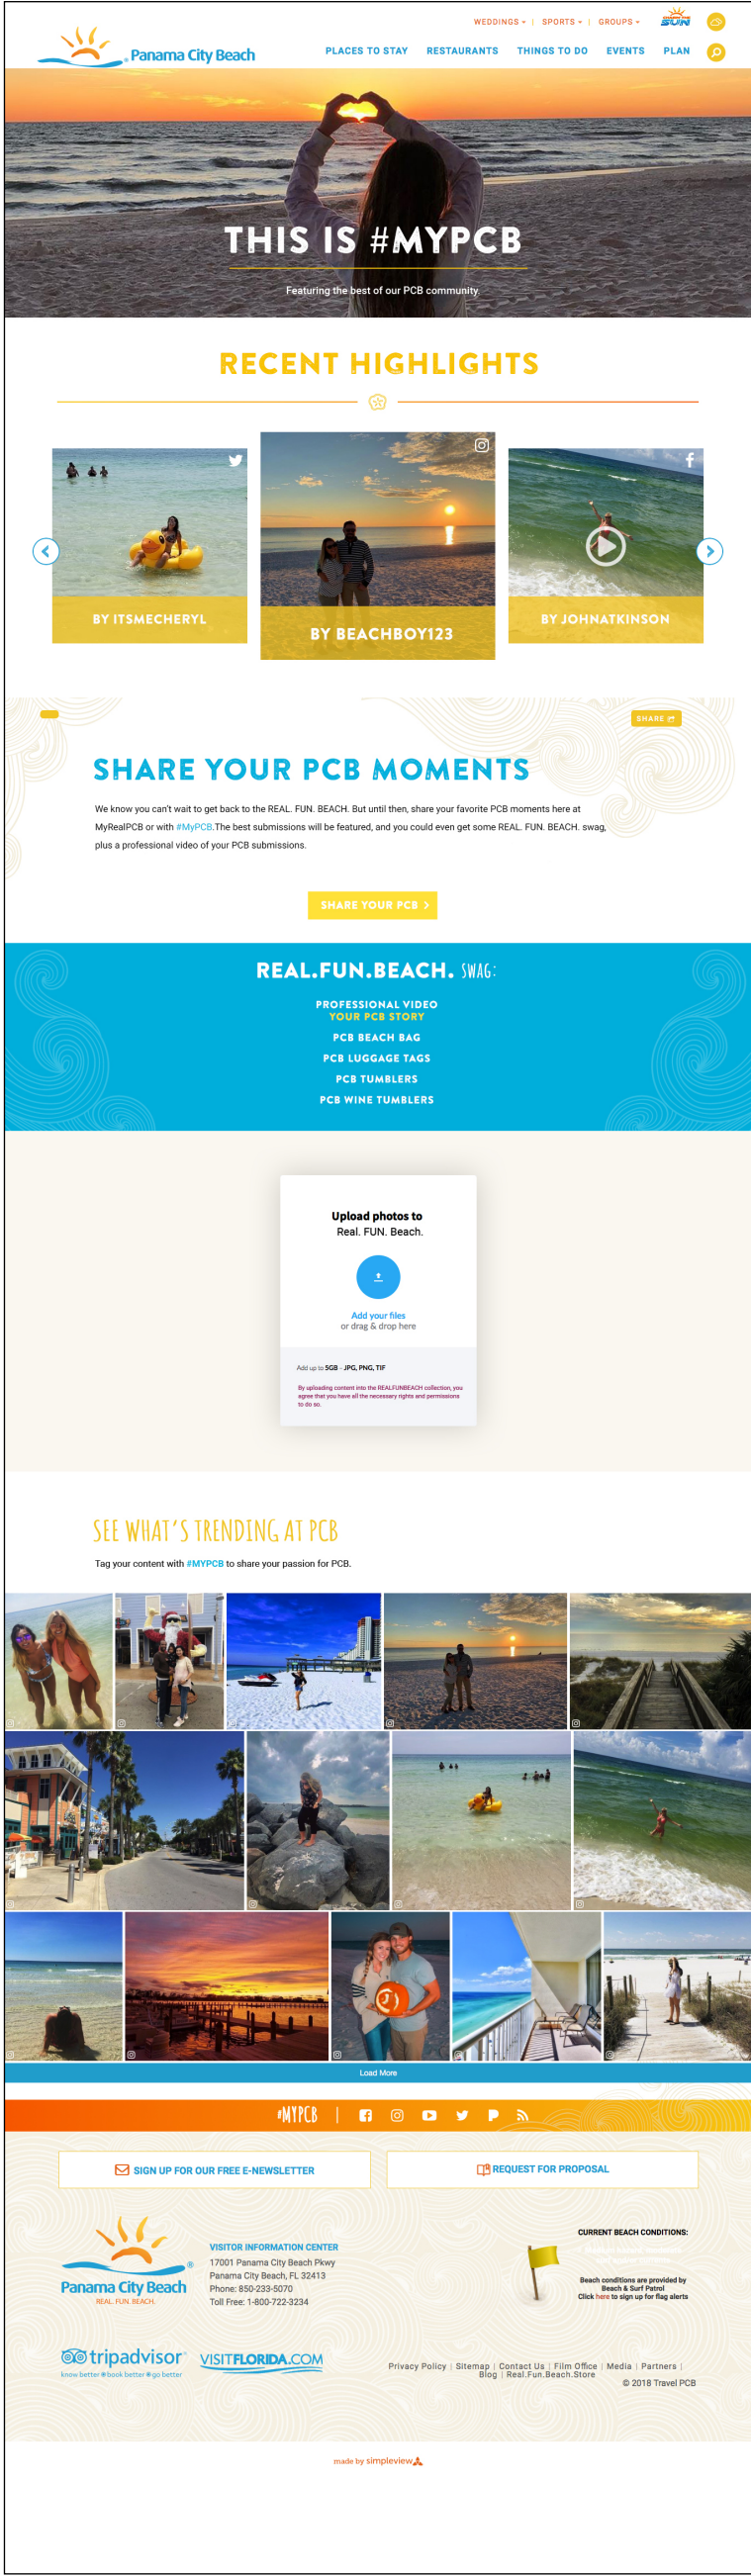 WEDDINGS | SPORTS | GROUPS
SUN
Panama City Beach
PLACES TO STAY RESTAURANTS THINGS TO DO EVENTS PLAN
THIS IS #MYPCB
Featuring the best of our PCB community.
RECENT HIGHLIGHTS
BY ITSMECHERYL
BY BEACHBOY123
BY JOHNATKINSON
SHARE
SHARE YOUR PCB MOMENTS
We know you can't wait to get back to the REAL. FUN. BEACH. But until then, share your favorite PCB moments here at
MyRealPCB or with #MyPCB.The best submissions will be featured, and you could even get some REAL. FUN. BEACH. swag,
plus a professional video of your PCB submissions.
SHARE YOUR PCB >
REAL.FUN.BEACH. SWAG:
PROFESSIONAL VIDEO
YOUR PCB STORY
PCB BEACH BAG
PCB LUGGAGE TAGS
PCB TUMBLERS
PCB WINE TUMBLERS
Upload photos to
Real. FUN. Beach.
Add your files
or drag & drop here
Add up to 5GB - JPG, PNG, TIF
By uploading content into the REALFUNBEACH collection, you
agree that you have all the necessary rights and permissions
to do so.
SEE WHAT'S TRENDING AT PCB
Tag your content with #MYPCB to share your passion for PCB.
Load More
#MYPCB |
SIGN UP FOR OUR FREE E-NEWSLETTER
REQUEST FOR PROPOSAL
Panama City Beach®
REAL. FUN. BEACH.
VISITOR INFORMATION CENTER
17001 Panama City Beach Pkwy
Panama City Beach, FL 32413
Phone: 850-233-5070
Toll Free: 1-800-722-3234
CURRENT BEACH CONDITIONS:
Beach conditions are provided by
Beach & Surf Patrol
Click here to sign up for flag alerts
tripadvisor®
know better book better go better
VISITFLORIDA.COM
Privacy Policy | Sitemap | Contact Us | Film Office | Media | Partners |
Blog | Real.Fun.Beach.Store
© 2018 Travel PCB
made by simpleview